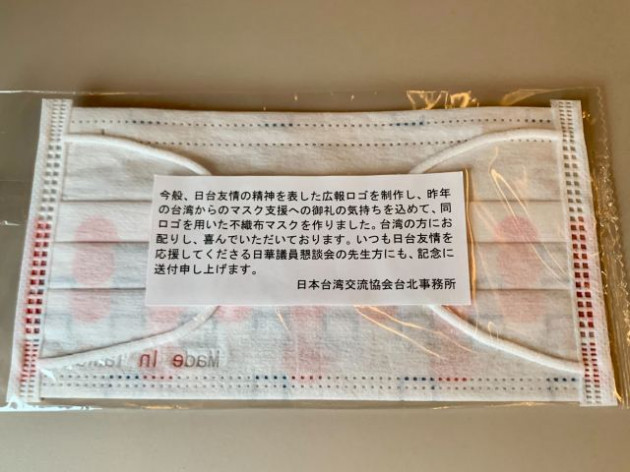 今般、日台友情の精神を表した広報ロゴを制作し、昨年
の台湾からのマスク支援への御礼の気持ちを込めて、同
ロゴを用いた不織布マスクを作りました。台湾の方にお
配りし、喜んでいただいております。いつも日台友情を
応援してくださる日華議員懇談会の先生方にも、記念に
送付申し上げます。
日本台湾交流協会台北事務所
Made In